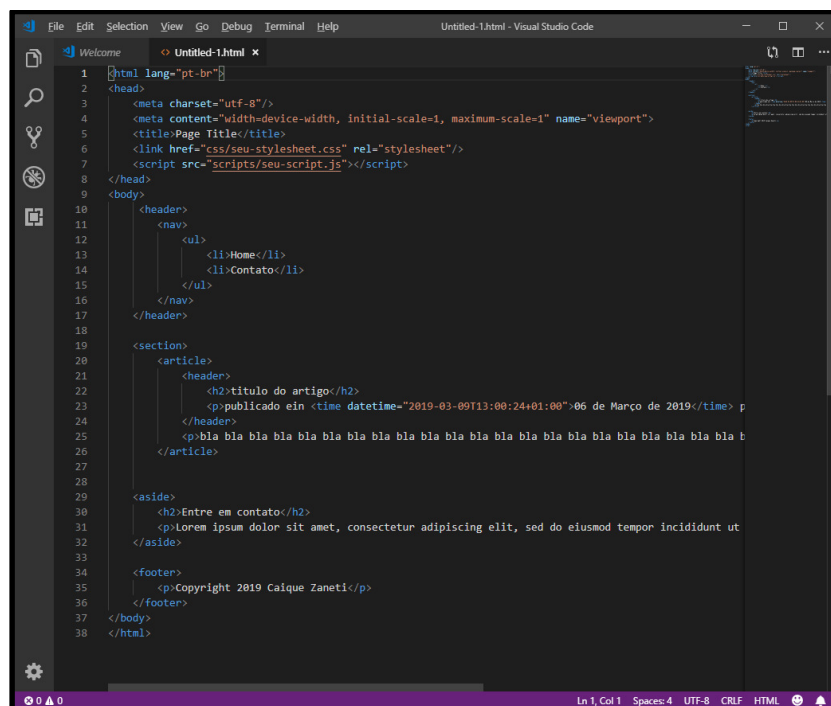 File Edit Selection View Go Debug Terminal Help Untitled-1.html - Visual Studio Code
Welcome <> Untitled-1.html ×
1 <html lang="pt-br">
2 <head>
3 <meta charset="utf-8"/>
4 <meta content="width=device-width, initial-scale=1, maximum-scale=1" name="viewport">
5 <title>Page Title</title>
6 <link href="css/seu-stylesheet.css" rel="stylesheet"/>
7 <script src="scripts/seu-script.js"></script>
8 </head>
9 <body>
10 <header>
11 <nav>
12 <ul>
13 <li>Home</li>
14 <li>Contato</li>
15 </ul>
16 </nav>
17 </header>
18
19 <section>
20 <article>
21 <header>
22 <h2>titulo do artigo</h2>
23 <p>publicado ein <time datetime="2019-03-09T13:00:24+01:00">06 de Março de 2019</time> p
24 </header>
25 <p>bla bla bla bla bla bla bla bla bla bla bla bla bla bla bla bla bla bla bla bla bla bla b
26 </article>
27
28
29 <aside>
30 <h2>Entre em contato</h2>
31 <p>Lorem ipsum dolor sit amet, consectetur adipiscing elit, sed do eiusmod tempor incididunt ut
32 </aside>
33
34 <footer>
35 <p>Copyright 2019 Caique Zaneti</p>
36 </footer>
37 </body>
38 </html>
0 0 Ln 1, Col 1 Spaces: 4 UTF-8 CRLF HTML